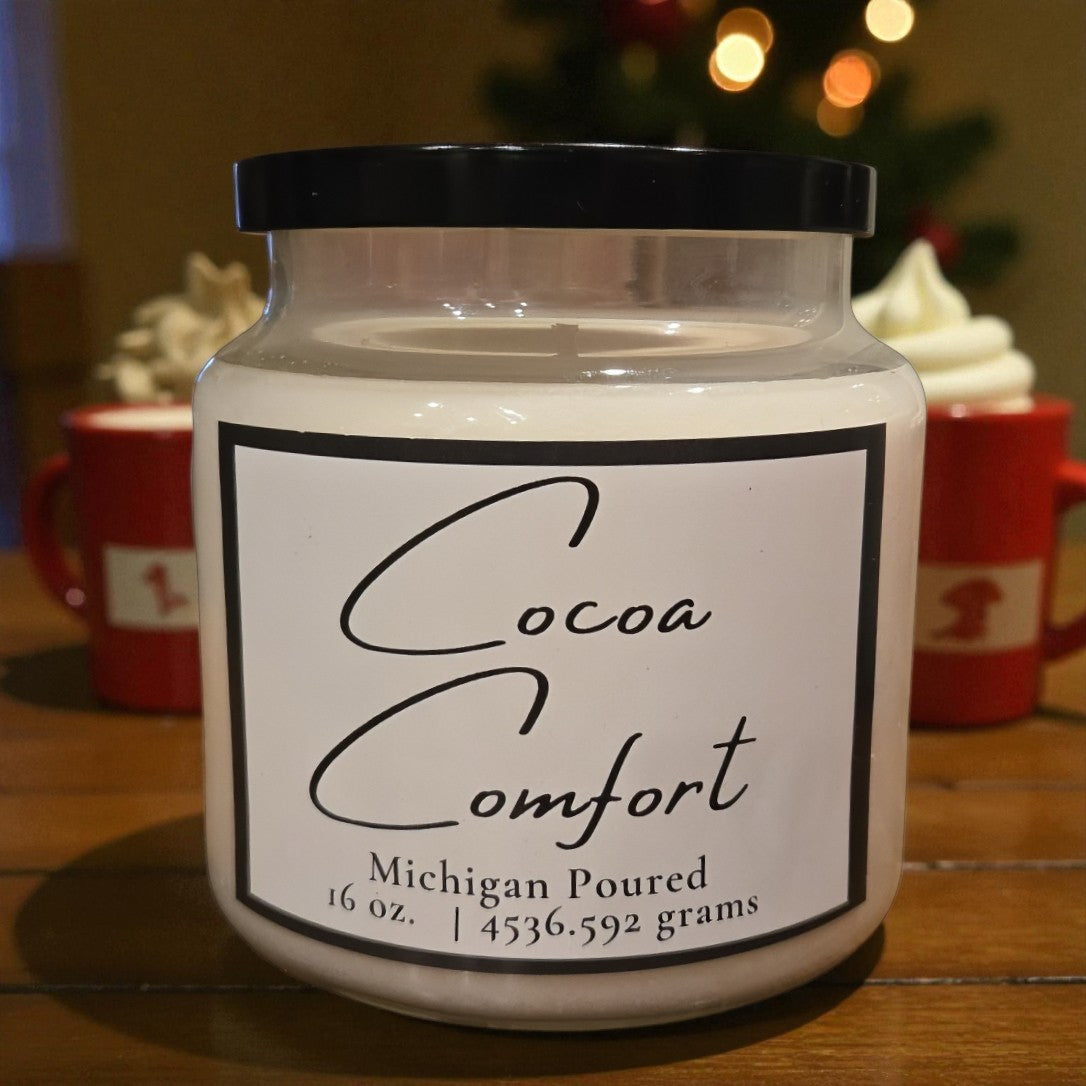 Cocoa
Comfort
Michigan Poured
16 oz. | 4536.592 grams